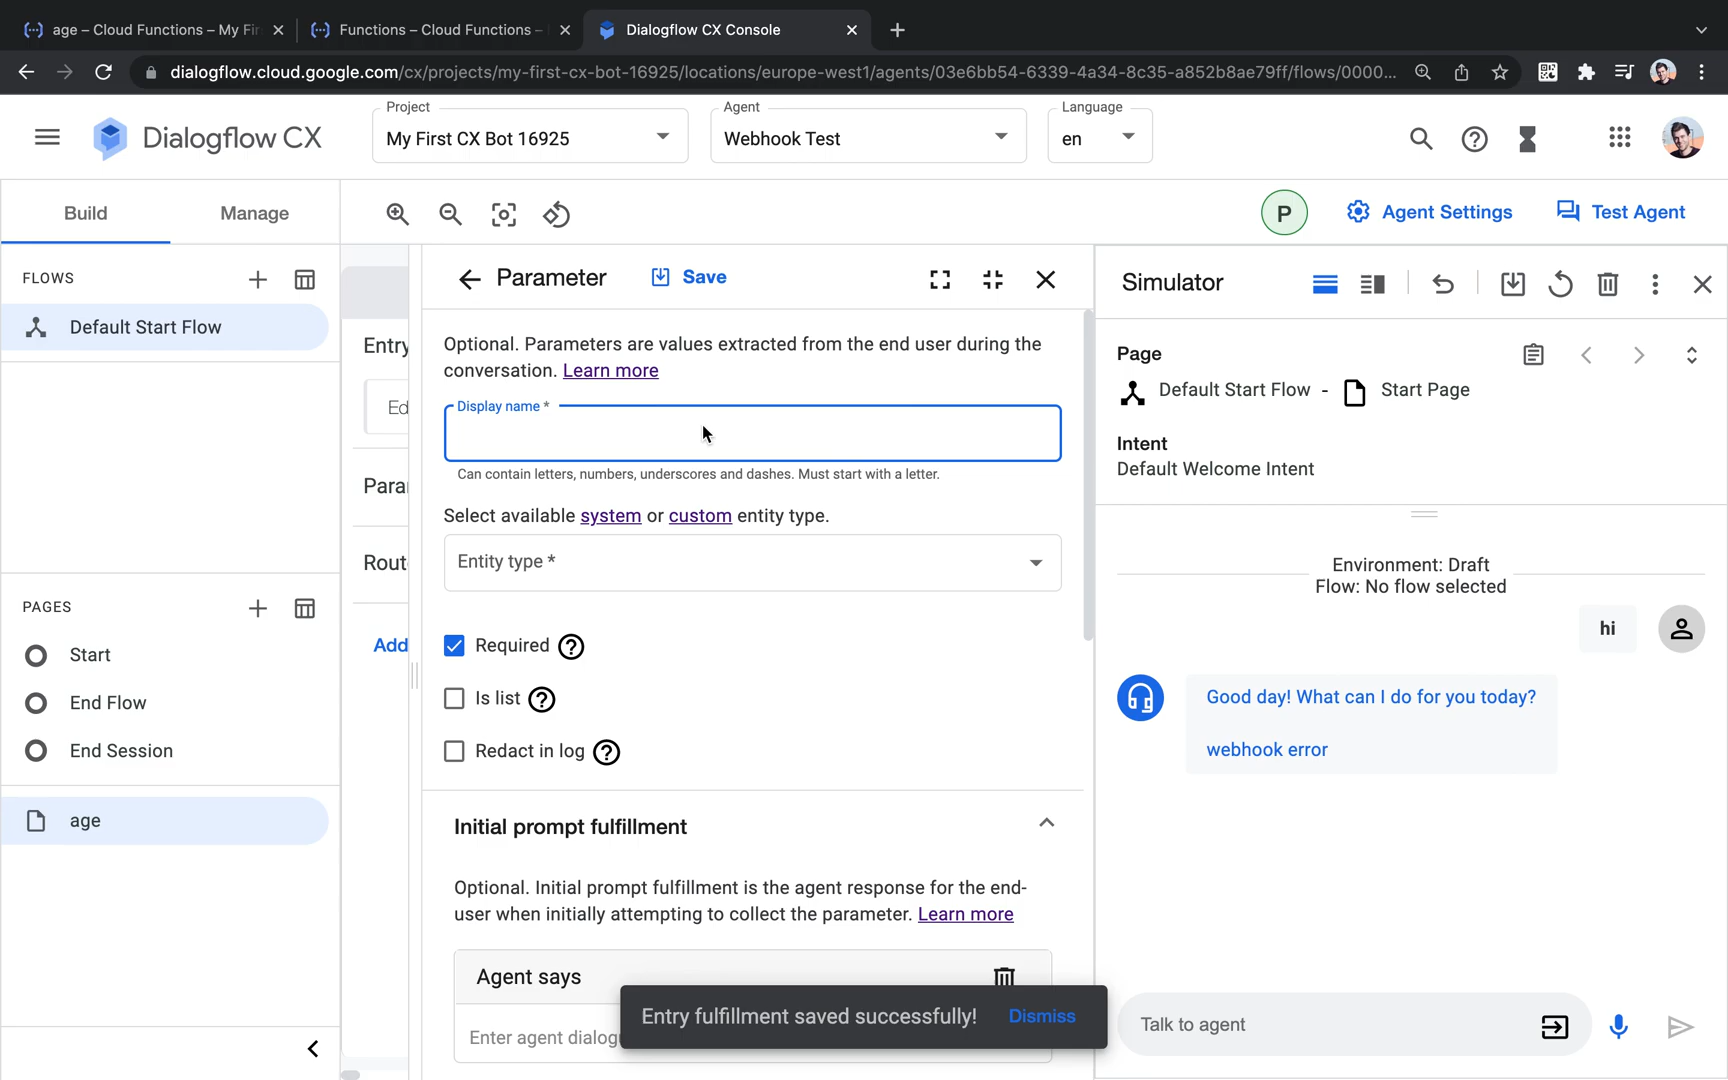 age – Cloud Functions – My Fir
Functions – Cloud Functions –
Dialogflow CX Console
dialogflow.cloud.google.com/cx/projects/my-first-cx-bot-16925/locations/europe-west1/agents/03e6bb54-6339-4a34-8c35-a852b8ae79ff/flows/0000...
Dialogflow CX
Project
My First CX Bot 16925
Agent
Webhook Test
Language
en
Build
Manage
P
Agent Settings
Test Agent
FLOWS
Default Start Flow
PAGES
Start
End Flow
End Session
age
Entry
Ed
Para
Rout
Add
Parameter
Save
Optional. Parameters are values extracted from the end user during the
conversation. Learn more
Display name *
Can contain letters, numbers, underscores and dashes. Must start with a letter.
Select available system or custom entity type.
Entity type *
Required
Is list
Redact in log
Initial prompt fulfillment
Optional. Initial prompt fulfillment is the agent response for the end-
user when initially attempting to collect the parameter. Learn more
Agent says
Enter agent dialog
Entry fulfillment saved successfully!
Dismiss
Simulator
Page
Default Start Flow - Start Page
Intent
Default Welcome Intent
Environment: Draft
Flow: No flow selected
hi
Good day! What can I do for you today?
webhook error
Talk to agent